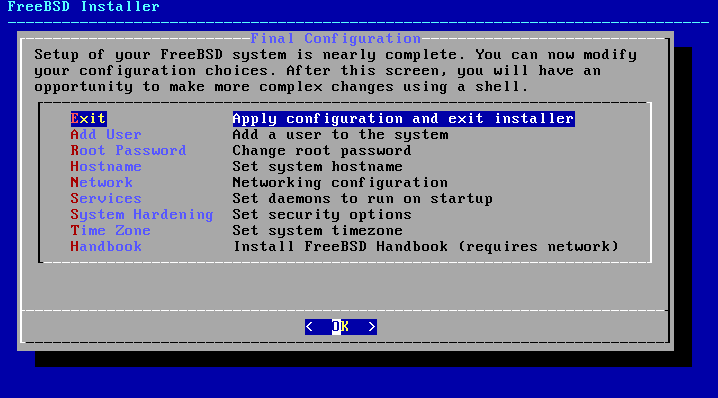 FreeBSD Installer
Final Configuration
Setup of your FreeBSD system is nearly complete. You can now modify
your configuration choices. After this screen, you will have an
opportunity to make more complex changes using a shell.
Exit Apply configuration and exit installer
Add User Add a user to the system
Root Password Change root password
Hostname Set system hostname
Network Networking configuration
Services Set daemons to run on startup
System Hardening Set security options
Time Zone Set system timezone
Handbook Install FreeBSD Handbook (requires network)
< OK >